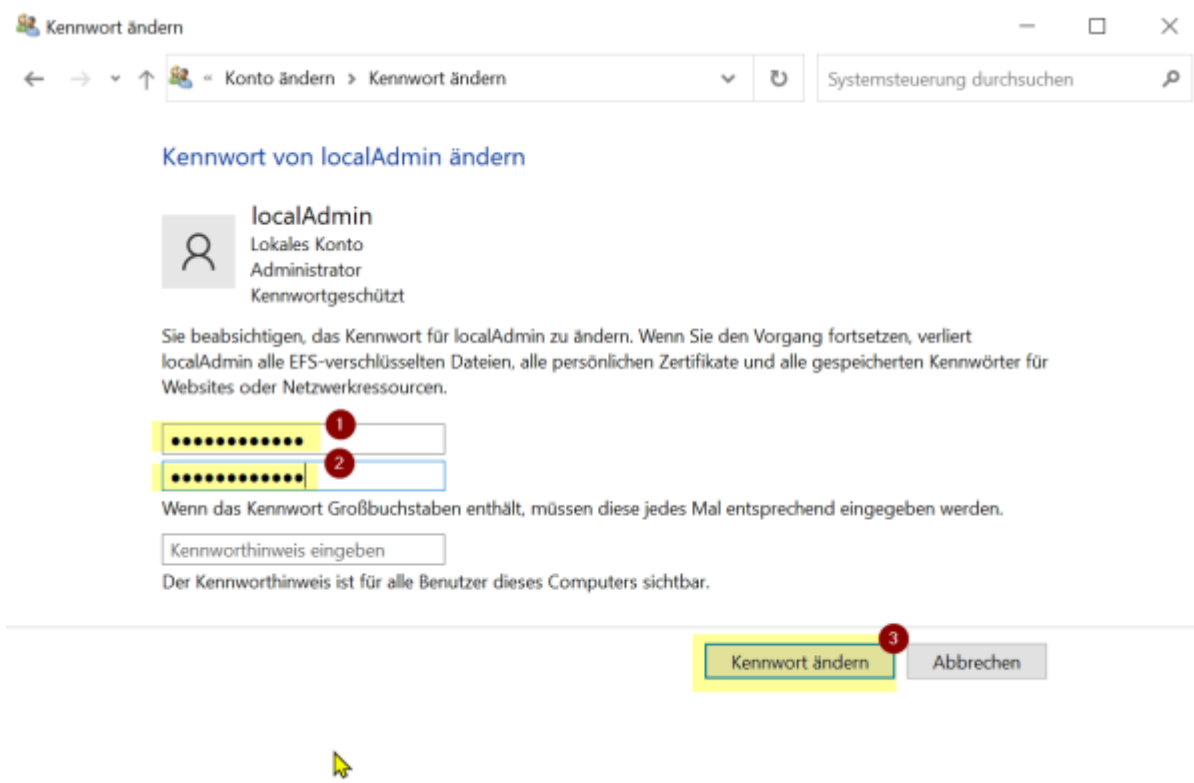 Kennwort ändern
« Konto ändern > Kennwort ändern
Systemsteuerung durchsuchen
Kennwort von localAdmin ändern
localAdmin
Lokales Konto
Administrator
Kennwortgeschützt
Sie beabsichtigen, das Kennwort für localAdmin zu ändern. Wenn Sie den Vorgang fortsetzen, verliert
localAdmin alle EFS-verschlüsselten Dateien, alle persönlichen Zertifikate und alle gespeicherten Kennwörter für
Websites oder Netzwerkressourcen.
●●●●●●●●●●●● 1
●●●●●●●●●●●● 2
Wenn das Kennwort Großbuchstaben enthält, müssen diese jedes Mal entsprechend eingegeben werden.
Kennworthinweis eingeben
Der Kennworthinweis ist für alle Benutzer dieses Computers sichtbar.
3
Kennwort ändern Abbrechen